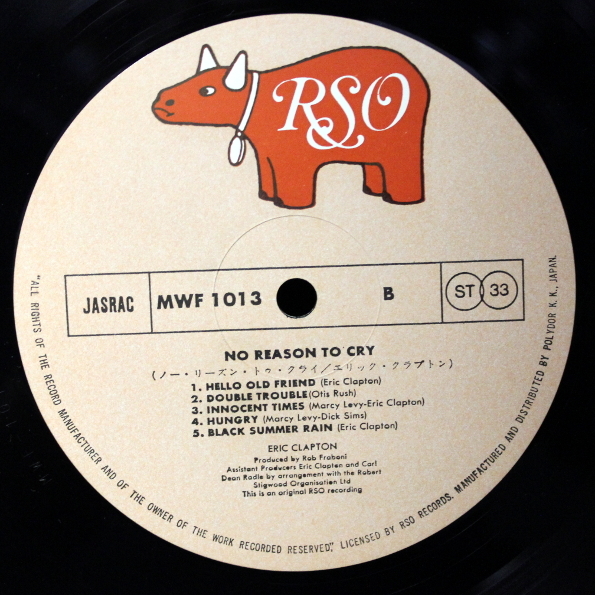 RSO
JASRAC
MWF 1013
B
ST 33
NO REASON TO CRY
(ノー・リーズン・トゥ・クライ/エリック・クラプトン)
1. HELLO OLD FRIEND (Eric Clapton)
2. DOUBLE TROUBLE(Otis Rush)
3. INNOCENT TIMES (Marcy Levy-Eric Clapton)
4. HUNGRY (Marcy Levy-Dick Sims)
5. BLACK SUMMER RAIN (Eric Clapton)
ERIC CLAPTON
Produced by Rob Fraboni
Assistant Producers Eric Clapton and Carl
Dean Radle by arrangement with the Robert
Stigwood Organisation Ltd
This is an original RSO recording
"ALL RIGHTS OF THE RECORD MANUFACTURER AND OF THE OWNER OF THE WORK RECORDED RESERVED", LICENSED BY RSO RECORDS. MANUFACTURED AND DISTRIBUTED BY POLYDOR K. K., JAPAN.